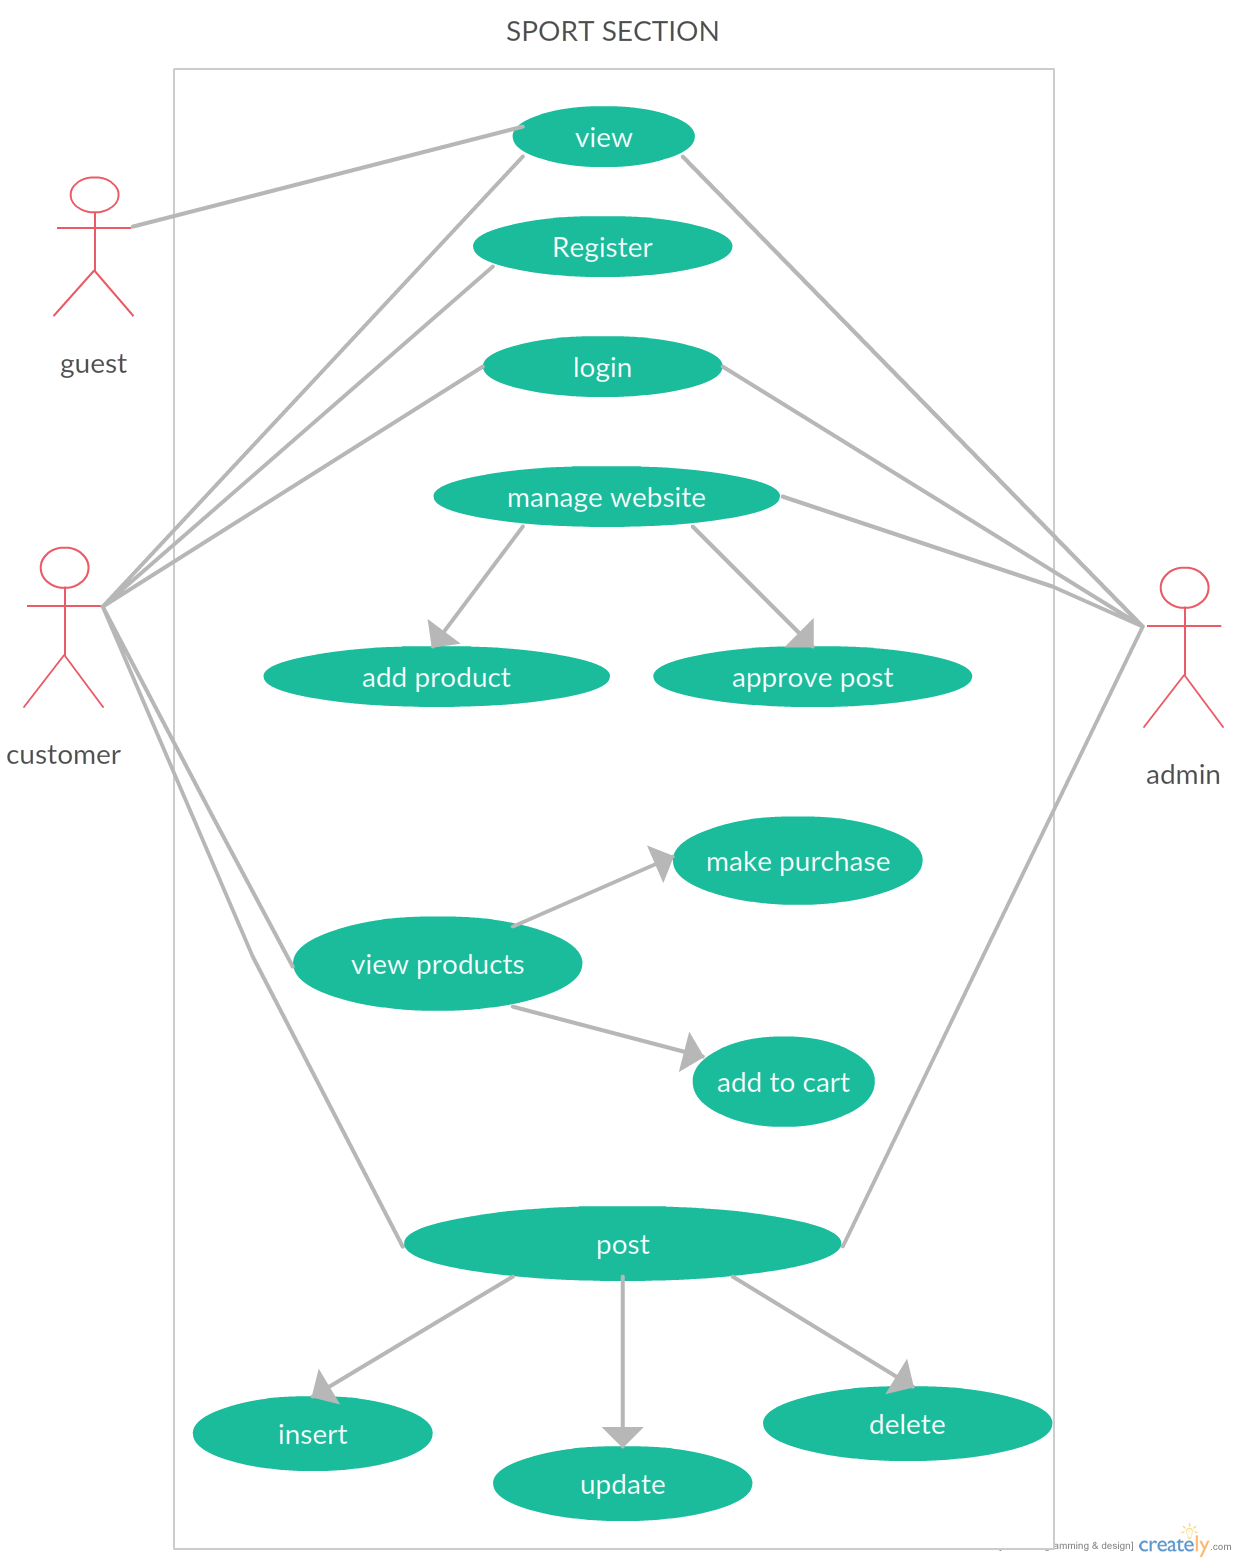 SPORT SECTION
view
Register
guest
login
manage website
add product
approve post
customer
admin
make purchase
view products
add to cart
post
insert
delete
update
amming & design] creately.com